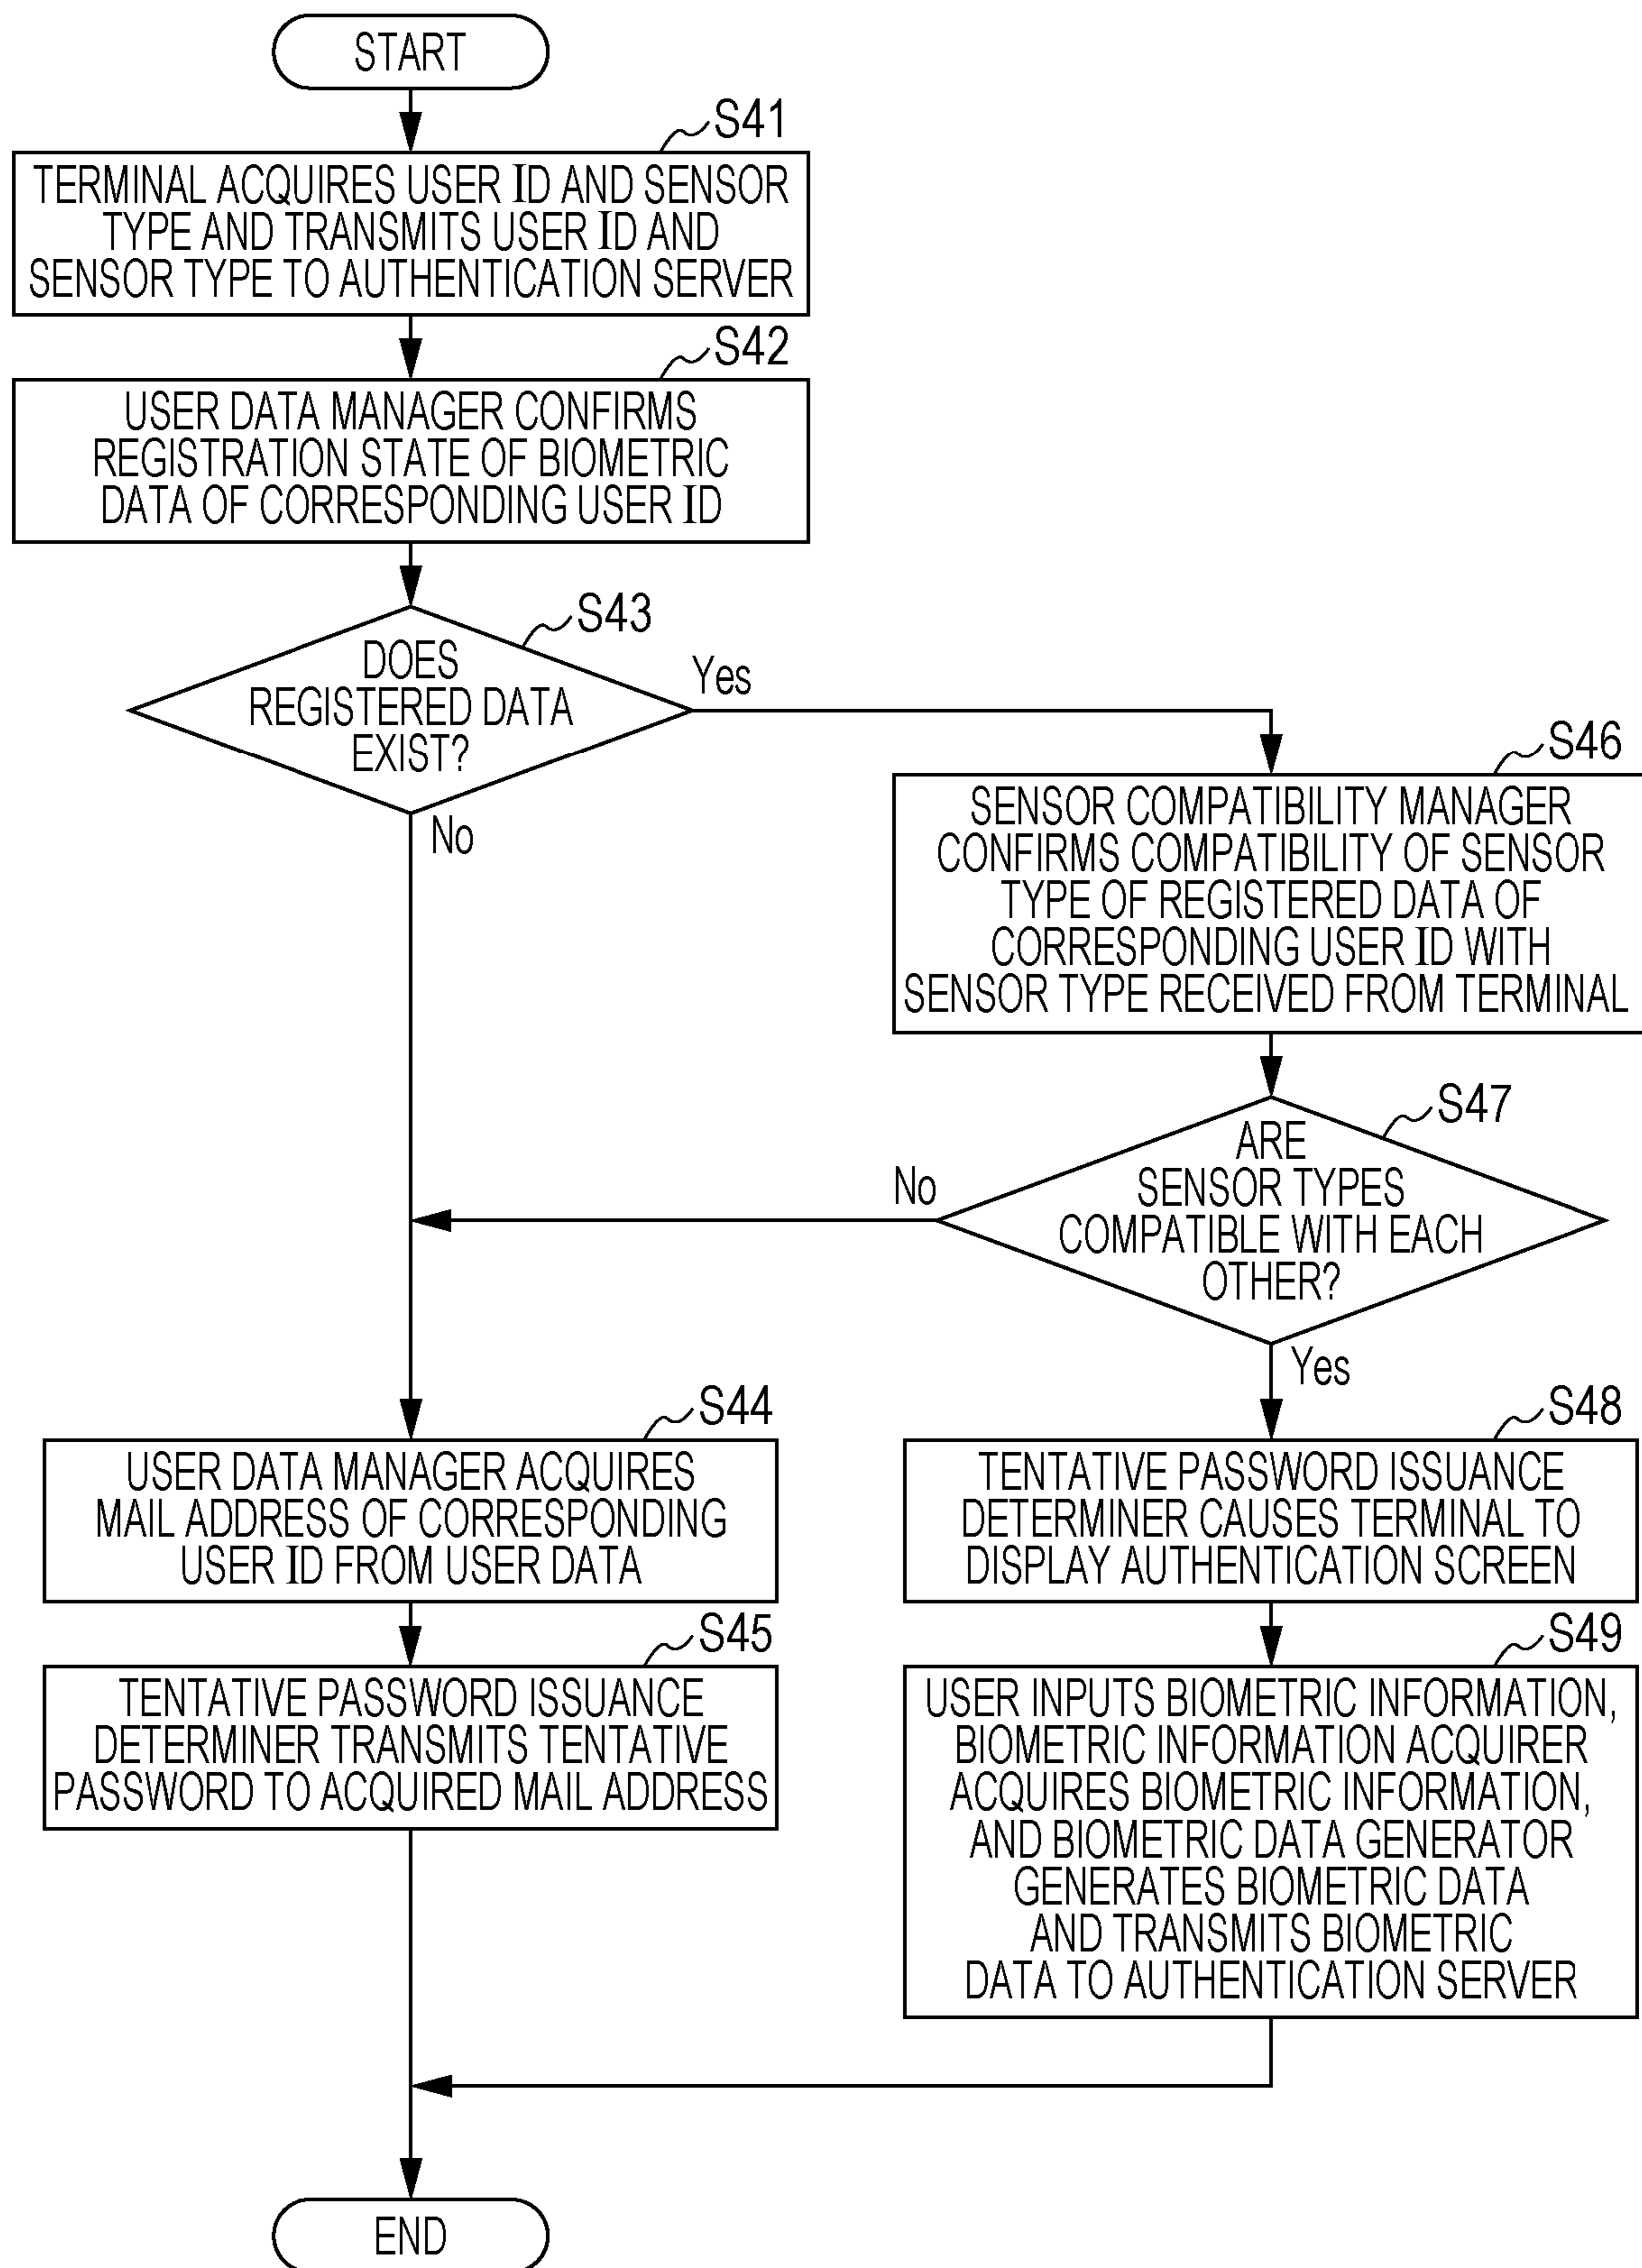 START
S41
TERMINAL ACQUIRES USER ID AND SENSOR
TYPE AND TRANSMITS USER ID AND
SENSOR TYPE TO AUTHENTICATION SERVER
S42
USER DATA MANAGER CONFIRMS
REGISTRATION STATE OF BIOMETRIC
DATA OF CORRESPONDING USER ID
S43
DOES
REGISTERED DATA
EXIST?
Yes
No
S46
SENSOR COMPATIBILITY MANAGER
CONFIRMS COMPATIBILITY OF SENSOR
TYPE OF REGISTERED DATA OF
CORRESPONDING USER ID WITH
SENSOR TYPE RECEIVED FROM TERMINAL
S47
ARE
SENSOR TYPES
COMPATIBLE WITH EACH
OTHER?
No
Yes
S44
USER DATA MANAGER ACQUIRES
MAIL ADDRESS OF CORRESPONDING
USER ID FROM USER DATA
S45
TENTATIVE PASSWORD ISSUANCE
DETERMINER TRANSMITS TENTATIVE
PASSWORD TO ACQUIRED MAIL ADDRESS
S48
TENTATIVE PASSWORD ISSUANCE
DETERMINER CAUSES TERMINAL TO
DISPLAY AUTHENTICATION SCREEN
S49
USER INPUTS BIOMETRIC INFORMATION,
BIOMETRIC INFORMATION ACQUIRER
ACQUIRES BIOMETRIC INFORMATION,
AND BIOMETRIC DATA GENERATOR
GENERATES BIOMETRIC DATA
AND TRANSMITS BIOMETRIC
DATA TO AUTHENTICATION SERVER
END